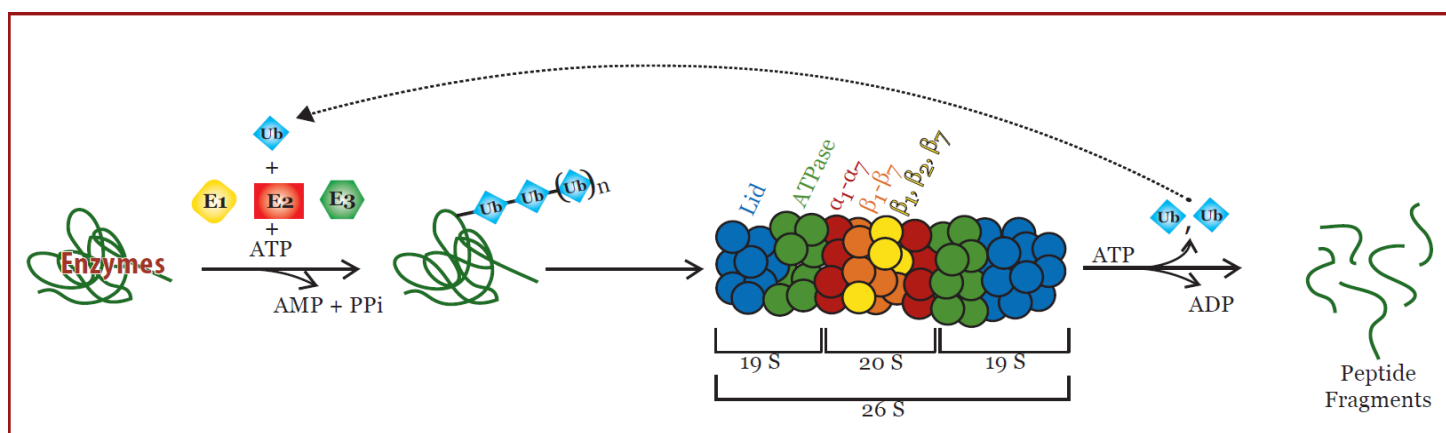 Ub
+
E1 E2 E3
+
ATP
Enzymes
AMP + PPi
Ub Ub (Ub)n
Lid
ATPase
α1-α7
β1-β7
β1, β2, β7
19 S
20 S
19 S
26 S
Ub , Ub
ATP
ADP
Peptide
Fragments